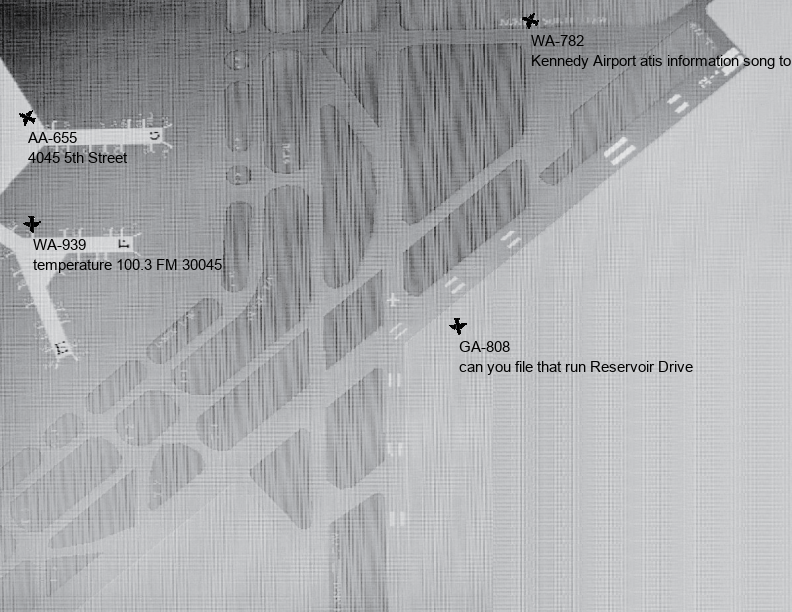 WA-782
Kennedy Airport atis information song to
AA-655
4045 5th Street
WA-939
temperature 100.3 FM 30045
GA-808
can you file that run Reservoir Drive